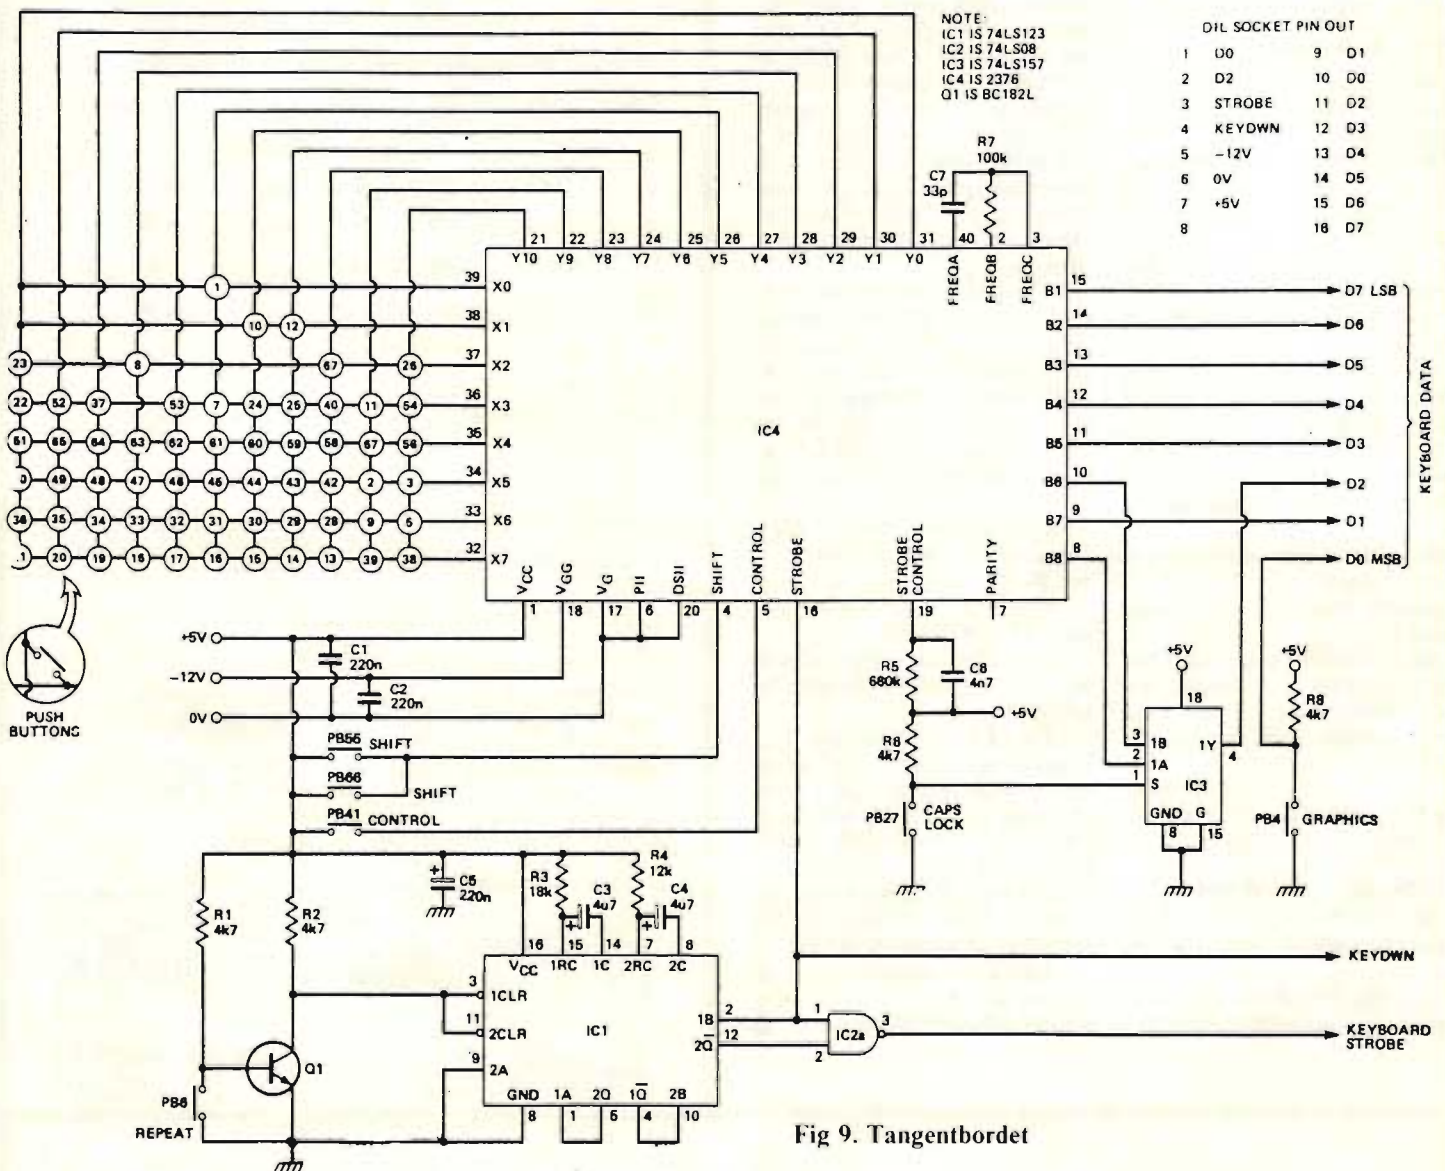 NOTE:
IC1 IS 74LS123
IC2 IS 74LS08
IC3 IS 74LS157
IC4 IS 2376
Q1 IS BC182L
DIL SOCKET PIN OUT
1 D0 9 D1
2 D2 10 D0
3 STROBE 11 D2
4 KEYDWN 12 D3
5 -12V 13 D4
6 0V 14 D5
7 +5V 15 D6
8 16 D7
R7
100k
C7
33p
21 22 23 24 25 26 27 28 29 30 31 40 2 3
Y10 Y9 Y8 Y7 Y6 Y5 Y4 Y3 Y2 Y1 Y0 FREQA FREQB FREQC
1 39 X0
10 12 38 X1
23 8 67 26 37 X2
22 52 37 53 7 24 25 40 11 54 36 X3
51 65 64 63 62 61 60 59 58 57 56 35 X4
0 49 48 47 46 45 44 43 42 2 3 34 X5
36 35 34 33 32 31 30 29 28 9 5 33 X6
.1 20 19 18 17 16 15 14 13 39 38 32 X7
IC4
B1 15 D7 LSB
B2 14 D6
B3 13 D5
B4 12 D4
B5 11 D3
B6 10 D2
B7 9 D1
B8 8 D0 MSB
KEYBOARD DATA
VCC VGG VG PII DSII SHIFT CONTROL STROBE STROBE CONTROL PARITY
1 18 17 6 20 4 5 16 19 7
PUSH
BUTTONS
+5V
C1
220n
-12V
C2
220n
0V
PB55 SHIFT
PB66
SHIFT
PB41 CONTROL
R5
680k
C6
4n7
+5V
R6
4k7
PB27 CAPS
LOCK
+5V
18
3 1B 1Y 4
2 1A
1 S IC3
GND G
8 15
+5V
R8
4k7
PB4 GRAPHICS
R1
4k7
R2
4k7
C5
220n
R3
18k
C3
4u7
R4
12k
C4
4u7
16 15 14 7 6
VCC 1RC 1C 2RC 2C
3 1CLR
11 2CLR
9 2A
IC1
1B 2
2Q 12
GND 1A 2Q 1Q 2B
8 1 5 4 10
Q1
PB6
REPEAT
1
2
IC2a
3
KEYDWN
KEYBOARD
STROBE
Fig 9. Tangentbordet